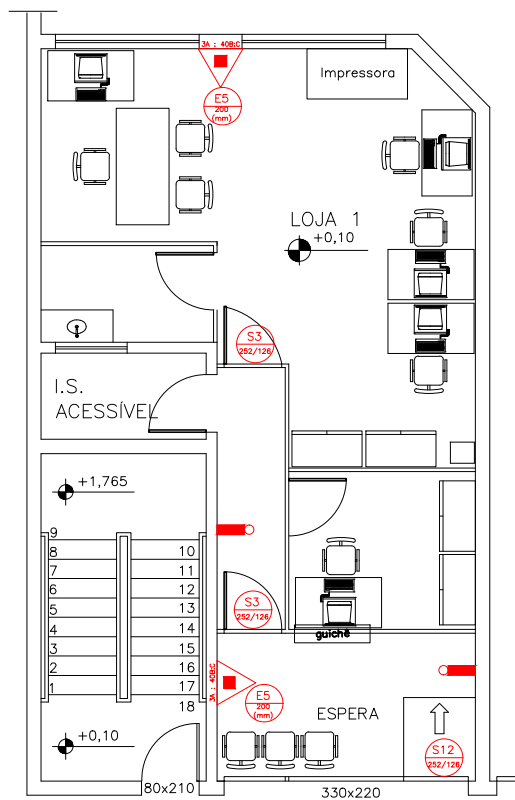 3A : 40B:C
Impressora
E5
200
(mm)
LOJA 1
+0,10
S3
252/126
I.S.
ACESSÍVEL
+1,765
9
8
7
6
5
4
3
2
1
10
11
12
13
14
15
16
17
18
S3
252/126
guichê
3A : 40B:C
E5
200
(mm)
ESPERA
+0,10
S12
252/126
80x210
330x220